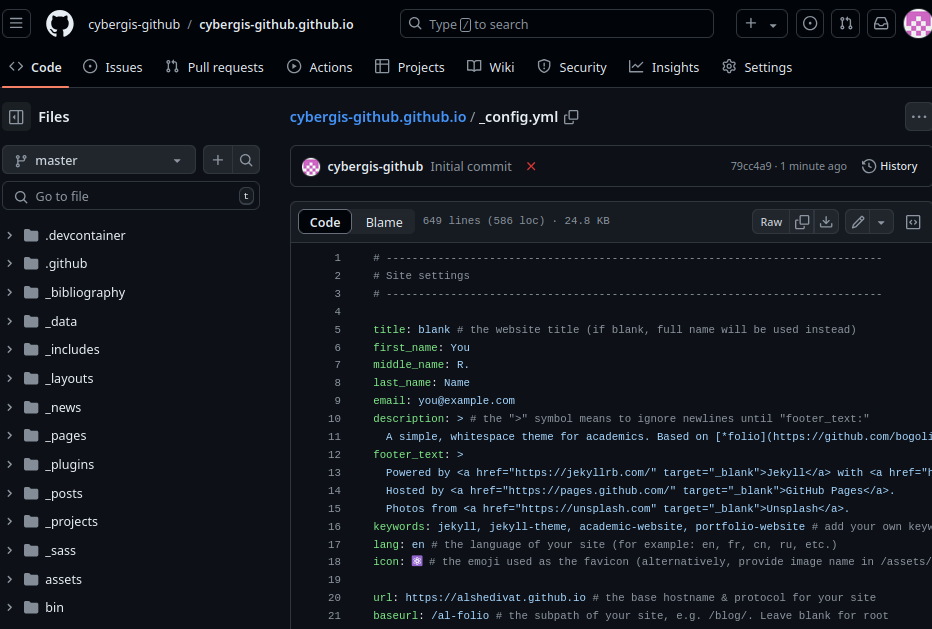 cybergis-github / cybergis-github.github.io
Type / to search
Code Issues Pull requests Actions Projects Wiki Security Insights Settings
Files
cybergis-github.github.io / _config.yml
master
cybergis-github Initial commit
79cc4a9 · 1 minute ago
History
Go to file
t
Code Blame 649 lines (586 loc) · 24.8 KB
Raw
.devcontainer
.github
_bibliography
_data
_includes
_layouts
_news
_pages
_plugins
_posts
_projects
_sass
assets
bin
1 # -----------------------------------------------------------------------------
2 # Site settings
3 # -----------------------------------------------------------------------------
4
5 title: blank # the website title (if blank, full name will be used instead)
6 first_name: You
7 middle_name: R.
8 last_name: Name
9 email: you@example.com
10 description: > # the ">" symbol means to ignore newlines until "footer_text:"
11 A simple, whitespace theme for academics. Based on [*folio](https://github.com/bogoli
12 footer_text: >
13 Powered by <a href="https://jekyllrb.com/" target="_blank">Jekyll</a> with <a href="h
14 Hosted by <a href="https://pages.github.com/" target="_blank">GitHub Pages</a>.
15 Photos from <a href="https://unsplash.com" target="_blank">Unsplash</a>.
16 keywords: jekyll, jekyll-theme, academic-website, portfolio-website # add your own keyw
17 lang: en # the language of your site (for example: en, fr, cn, ru, etc.)
18 icon: ⚛️ # the emoji used as the favicon (alternatively, provide image name in /assets/
19
20 url: https://alshedivat.github.io # the base hostname & protocol for your site
21 baseurl: /al-folio # the subpath of your site, e.g. /blog/. Leave blank for root